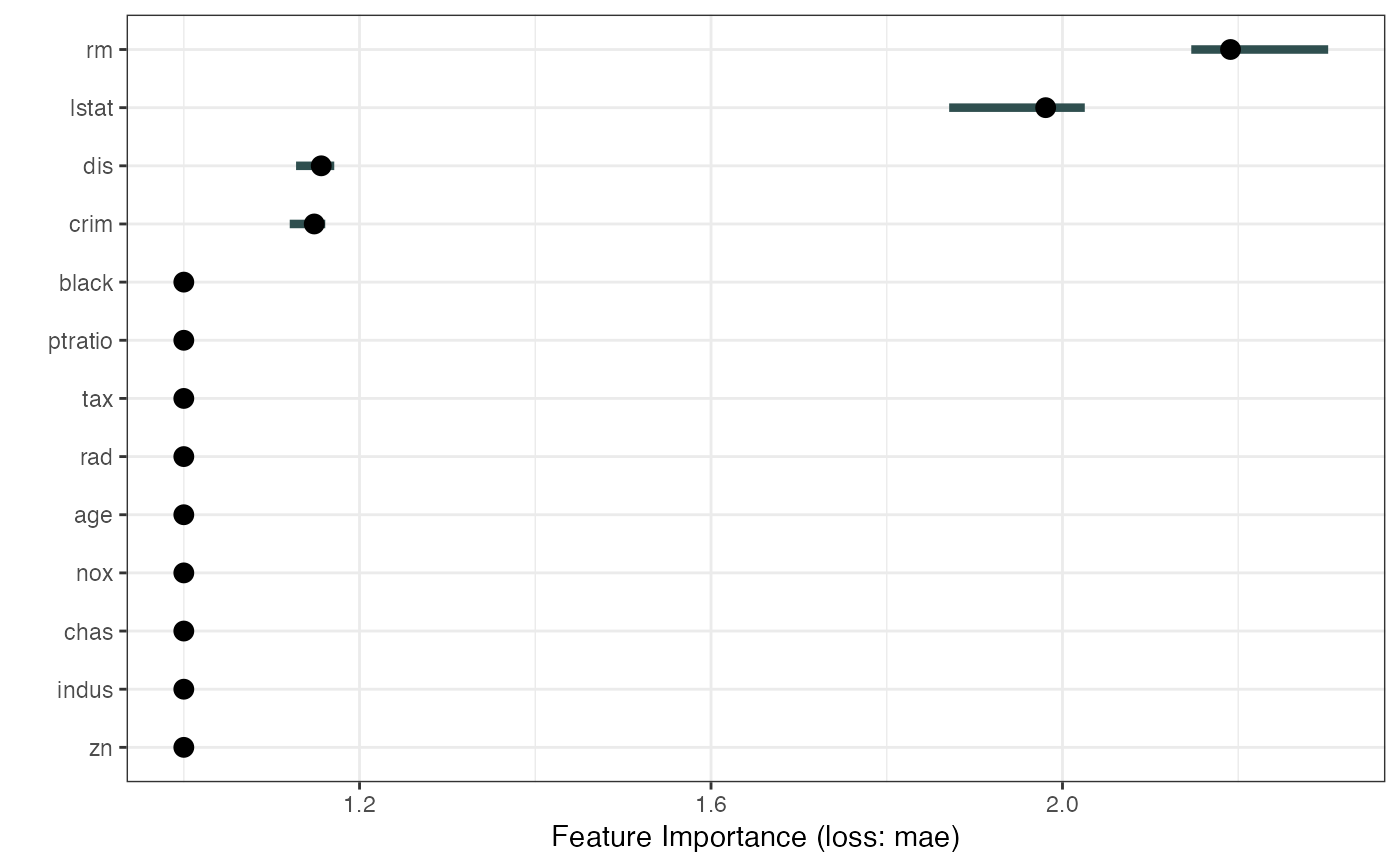 rm
lstat
dis
crim
black
ptratio
tax
rad
age
nox
chas
indus
zn
1.2 1.6 2.0
Feature Importance (loss: mae)